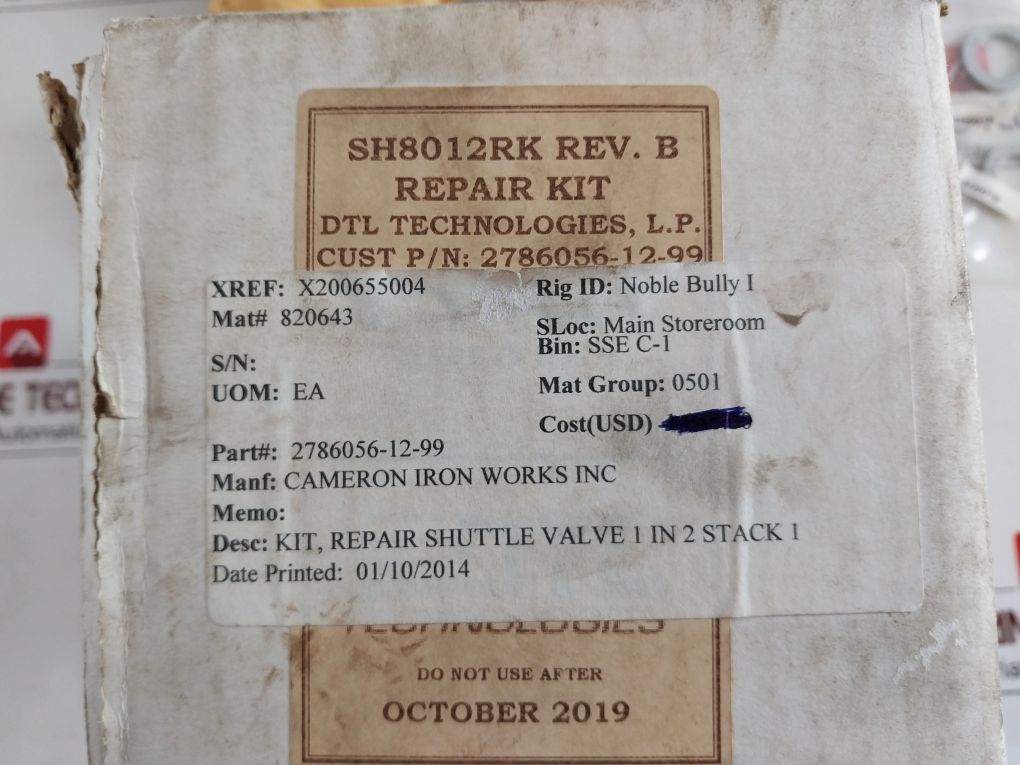 SH8012RK REV. B
REPAIR KIT
DTL TECHNOLOGIES, L.P.
CUST P/N: 2786056-12-99
XREF: X200655004
Rig ID: Noble Bully I
Mat# 820643
SLoc: Main Storeroom
Bin: SSE C-1
S/N:
UOM: EA
Mat Group: 0501
Cost(USD)
Part#: 2786056-12-99
Manf: CAMERON IRON WORKS INC
Memo:
Desc: KIT, REPAIR SHUTTLE VALVE 1 IN 2 STACK 1
Date Printed: 01/10/2014
TECHNOLOGIES
DO NOT USE AFTER
OCTOBER 2019